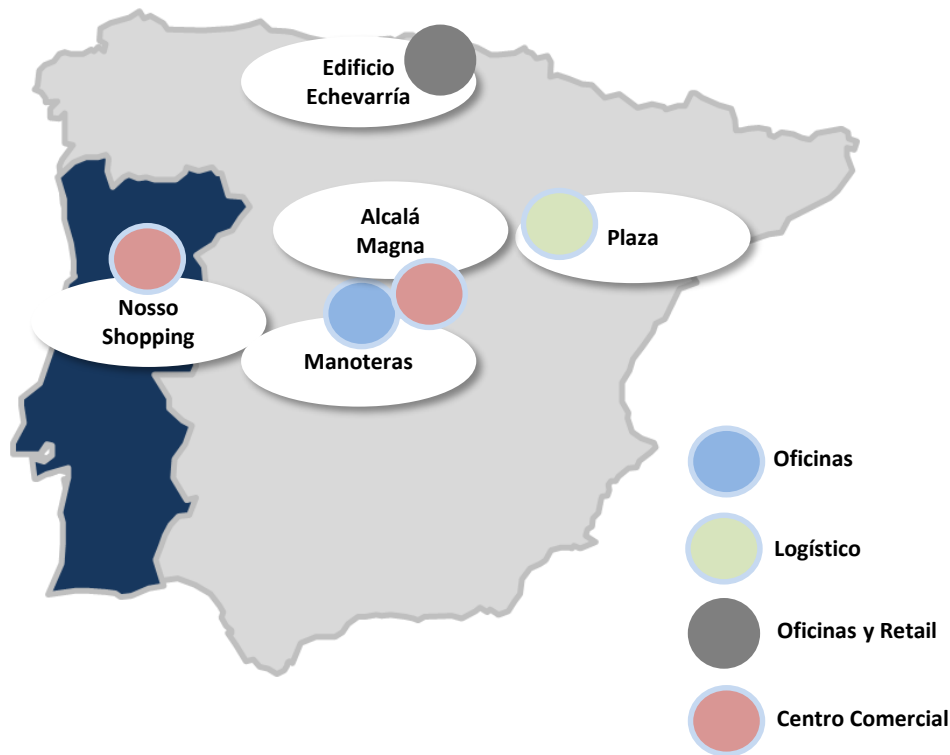 Edificio
Echevarría
Alcalá
Magna
Plaza
Nosso
Shopping
Manoteras
Oficinas
Logístico
Oficinas y Retail
Centro Comercial